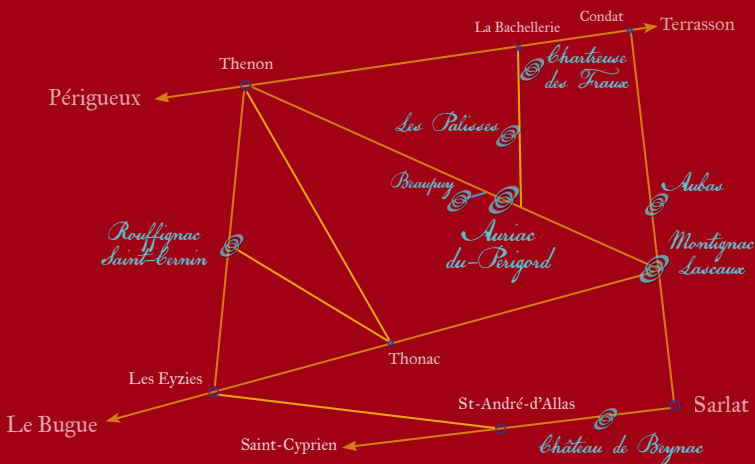 Condat
Terrasson
La Bachellerie
Chartreuse
des Fraux
Thenon
Périgueux
Les Palisses
Beaupuy
Aubas
Auriac
du-Périgord
Rouffignac
Saint-Cernin
Montignac
Lascaux
Thonac
Les Eyzies
St-André-d'Allas
Sarlat
Le Bugue
Saint-Cyprien
Château de Beynac